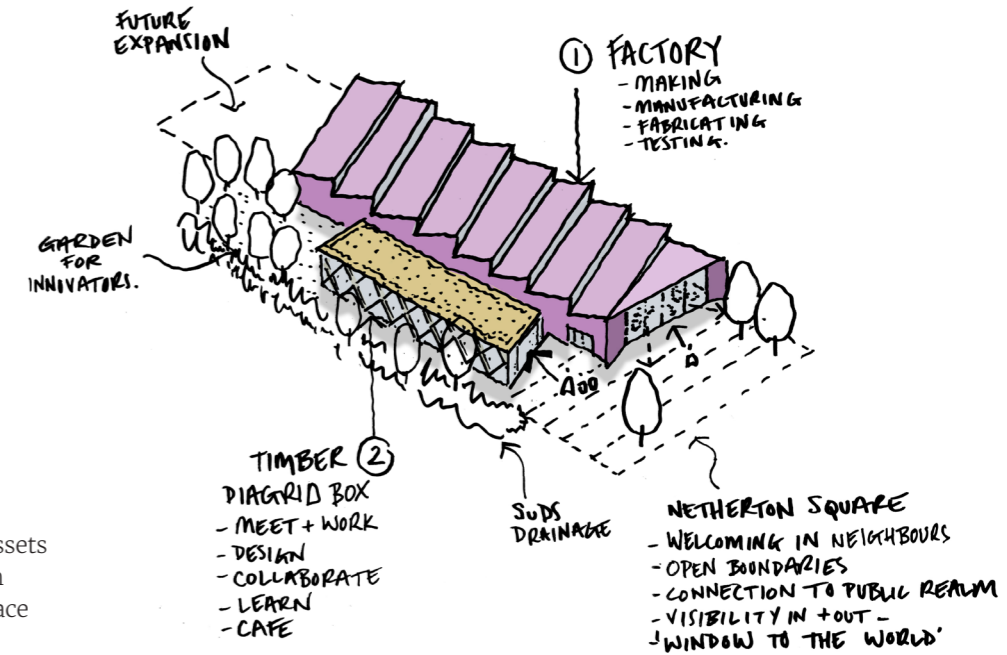 FUTURE
EXPANSION
① FACTORY
- MAKING
- MANUFACTURING
- FABRICATING
- TESTING.
GARDEN
FOR
INNOVATORS.
TIMBER ②
DIAGRID BOX
- MEET + WORK
- DESIGN
- COLLABORATE
- LEARN
- CAFE
SUDS
DRAINAGE
NETHERTON SQUARE
- WELCOMING IN NEIGHBOURS
- OPEN BOUNDARIES
- CONNECTION TO PUBLIC REALM
- VISIBILITY IN + OUT -
- 'WINDOW TO THE WORLD'